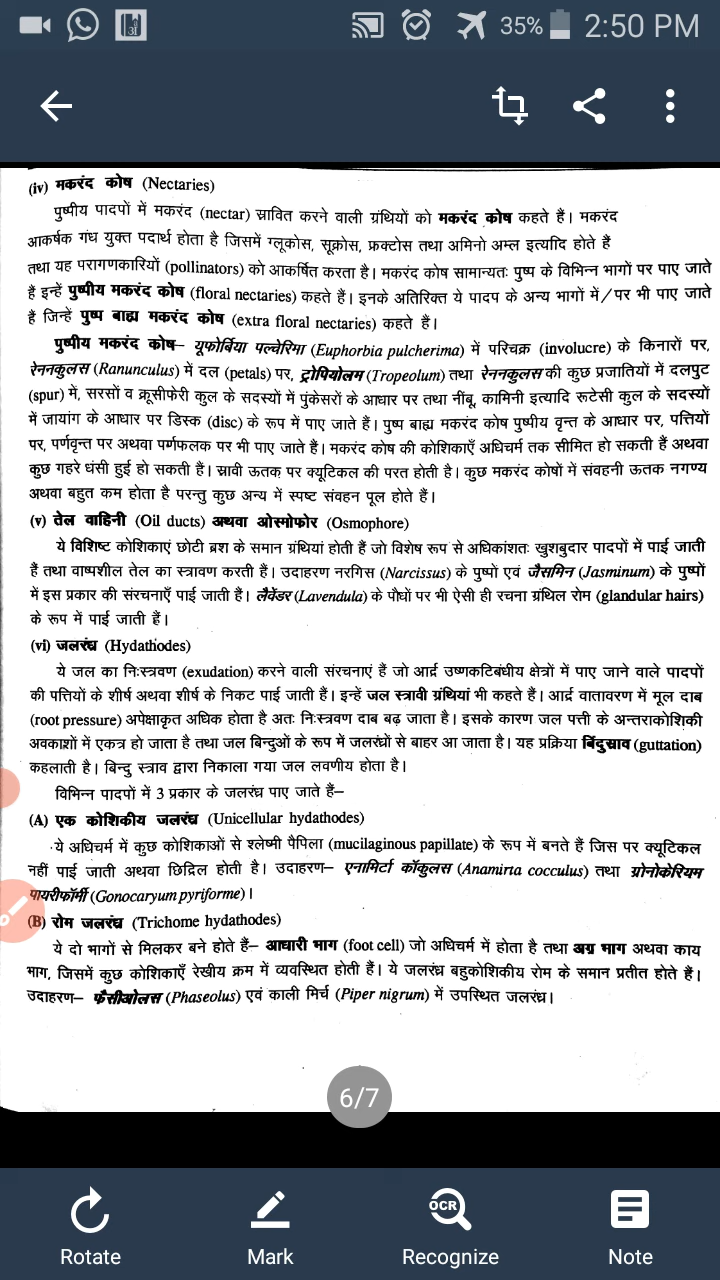 35% 2:50 PM
(iv) मकरंद कोष (Nectaries)
पुष्पीय पादपों में मकरंद (nectar) स्रावित करने वाली ग्रंथियों को मकरंद कोष कहते हैं। मकरंद
आकर्षक गंध युक्त पदार्थ होता है जिसमें ग्लूकोस, सूक्रोस, फ्रक्टोस तथा अमिनो अम्ल इत्यादि होते हैं
तथा यह परागणकारियों (pollinators) को आकर्षित करता है। मकरंद कोष सामान्यतः पुष्प के विभिन्न भागों पर पाए जाते
हैं इन्हें पुष्पीय मकरंद कोष (floral nectaries) कहते हैं। इनके अतिरिक्त ये पादप के अन्य भागों में/पर भी पाए जाते
हैं जिन्हें पुष्प बाह्य मकरंद कोष (extra floral nectaries) कहते हैं।
पुष्पीय मकरंद कोष– यूफोर्बिया पल्चेरिमा (Euphorbia pulcherima) में परिचक्र (involucre) के किनारों पर,
रेननकुलस (Ranunculus) में दल (petals) पर, ट्रोपियोलम (Tropeolum) तथा रेननकुलस की कुछ प्रजातियों में दलपुट
(spur) में, सरसों व क्रूसीफेरी कुल के सदस्यों में पुंकेसरों के आधार पर तथा नींबू, कामिनी इत्यादि रूटेसी कुल के सदस्यों
में जायांग के आधार पर डिस्क (disc) के रूप में पाए जाते हैं। पुष्प बाह्य मकरंद कोष पुष्पीय वृन्त के आधार पर, पत्तियों
पर, पर्णवृन्त पर अथवा पर्णफलक पर भी पाए जाते हैं। मकरंद कोष की कोशिकाएँ अधिचर्म तक सीमित हो सकती हैं अथवा
कुछ गहरे धंसी हुई हो सकती हैं। स्रावी ऊतक पर क्यूटिकल की परत होती है। कुछ मकरंद कोषों में संवहनी ऊतक नगण्य
अथवा बहुत कम होता है परन्तु कुछ अन्य में स्पष्ट संवहन पूल होते हैं।
(v) तेल वाहिनी (Oil ducts) अथवा ओस्मोफोर (Osmophore)
ये विशिष्ट कोशिकाएं छोटी ब्रश के समान ग्रंथियां होती हैं जो विशेष रूप से अधिकांशतः खुशबुदार पादपों में पाई जाती
हैं तथा वाष्पशील तेल का स्त्रावण करती हैं। उदाहरण नरगिस (Narcissus) के पुष्पों एवं जैसमिन (Jasminum) के पुष्पों
में इस प्रकार की संरचनाएँ पाई जाती हैं। लैवेंडर (Lavendula) के पौधों पर भी ऐसी ही रचना ग्रंथिल रोम (glandular hairs)
के रूप में पाई जाती हैं।
(vi) जलरंध्र (Hydathodes)
ये जल का निःस्त्रवण (exudation) करने वाली संरचनाएं हैं जो आर्द्र उष्णकटिबंधीय क्षेत्रों में पाए जाने वाले पादपों
की पत्तियों के शीर्ष अथवा शीर्ष के निकट पाई जाती हैं। इन्हें जल स्त्रावी ग्रंथियां भी कहते हैं। आर्द्र वातावरण में मूल दाब
(root pressure) अपेक्षाकृत अधिक होता है अतः निःस्त्रवण दाब बढ़ जाता है। इसके कारण जल पत्ती के अन्तराकोशिकी
अवकाशों में एकत्र हो जाता है तथा जल बिन्दुओं के रूप में जलरंध्रों से बाहर आ जाता है। यह प्रक्रिया बिंदुस्राव (guttation)
कहलाती है। बिन्दु स्त्राव द्वारा निकाला गया जल लवणीय होता है।
विभिन्न पादपों में 3 प्रकार के जलरंध्र पाए जाते हैं–
(A) एक कोशिकीय जलरंध्र (Unicellular hydathodes)
ये अधिचर्म में कुछ कोशिकाओं से श्लेष्मी पैपिला (mucilaginous papillate) के रूप में बनते हैं जिस पर क्यूटिकल
नहीं पाई जाती अथवा छिद्रिल होती है। उदाहरण– एनामिर्टा कॉकुलस (Anamirta cocculus) तथा ग्रोनोकेरियम
पायरीफॉर्मी (Gonocaryum pyriforme)।
(B) रोम जलरंध्र (Trichome hydathodes)
ये दो भागों से मिलकर बने होते हैं– आधारी भाग (foot cell) जो अधिचर्म में होता है तथा अग्र भाग अथवा काय
भाग, जिसमें कुछ कोशिकाएँ रेखीय क्रम में व्यवस्थित होती हैं। ये जलरंध्र बहुकोशिकीय रोम के समान प्रतीत होते हैं।
उदाहरण– फैसीओलस (Phaseolus) एवं काली मिर्च (Piper nigrum) में उपस्थित जलरंध्र।
6/7
OCR
Rotate Mark Recognize Note